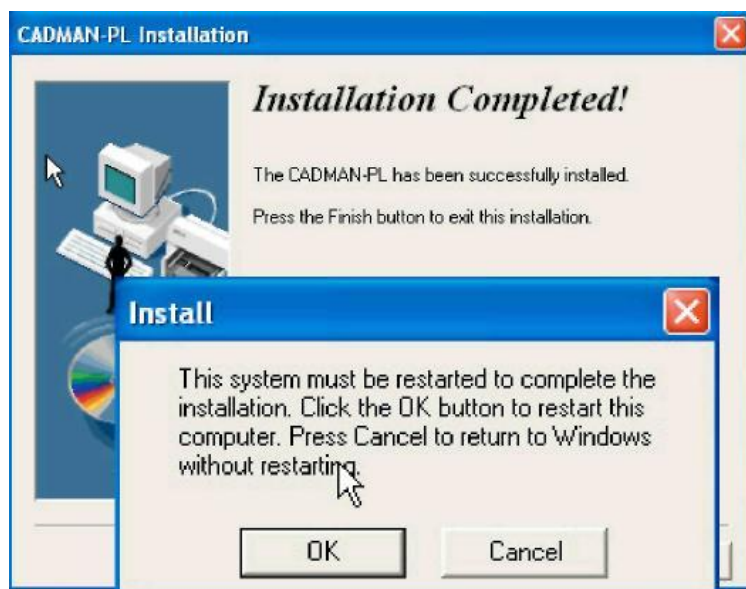 CADMAN-PL Installation
Installation Completed!
The CADMAN-PL has been successfully installed.
Press the Finish button to exit this installation.
Install
This system must be restarted to complete the
installation. Click the OK button to restart this
computer. Press Cancel to return to Windows
without restarting.
OK
Cancel